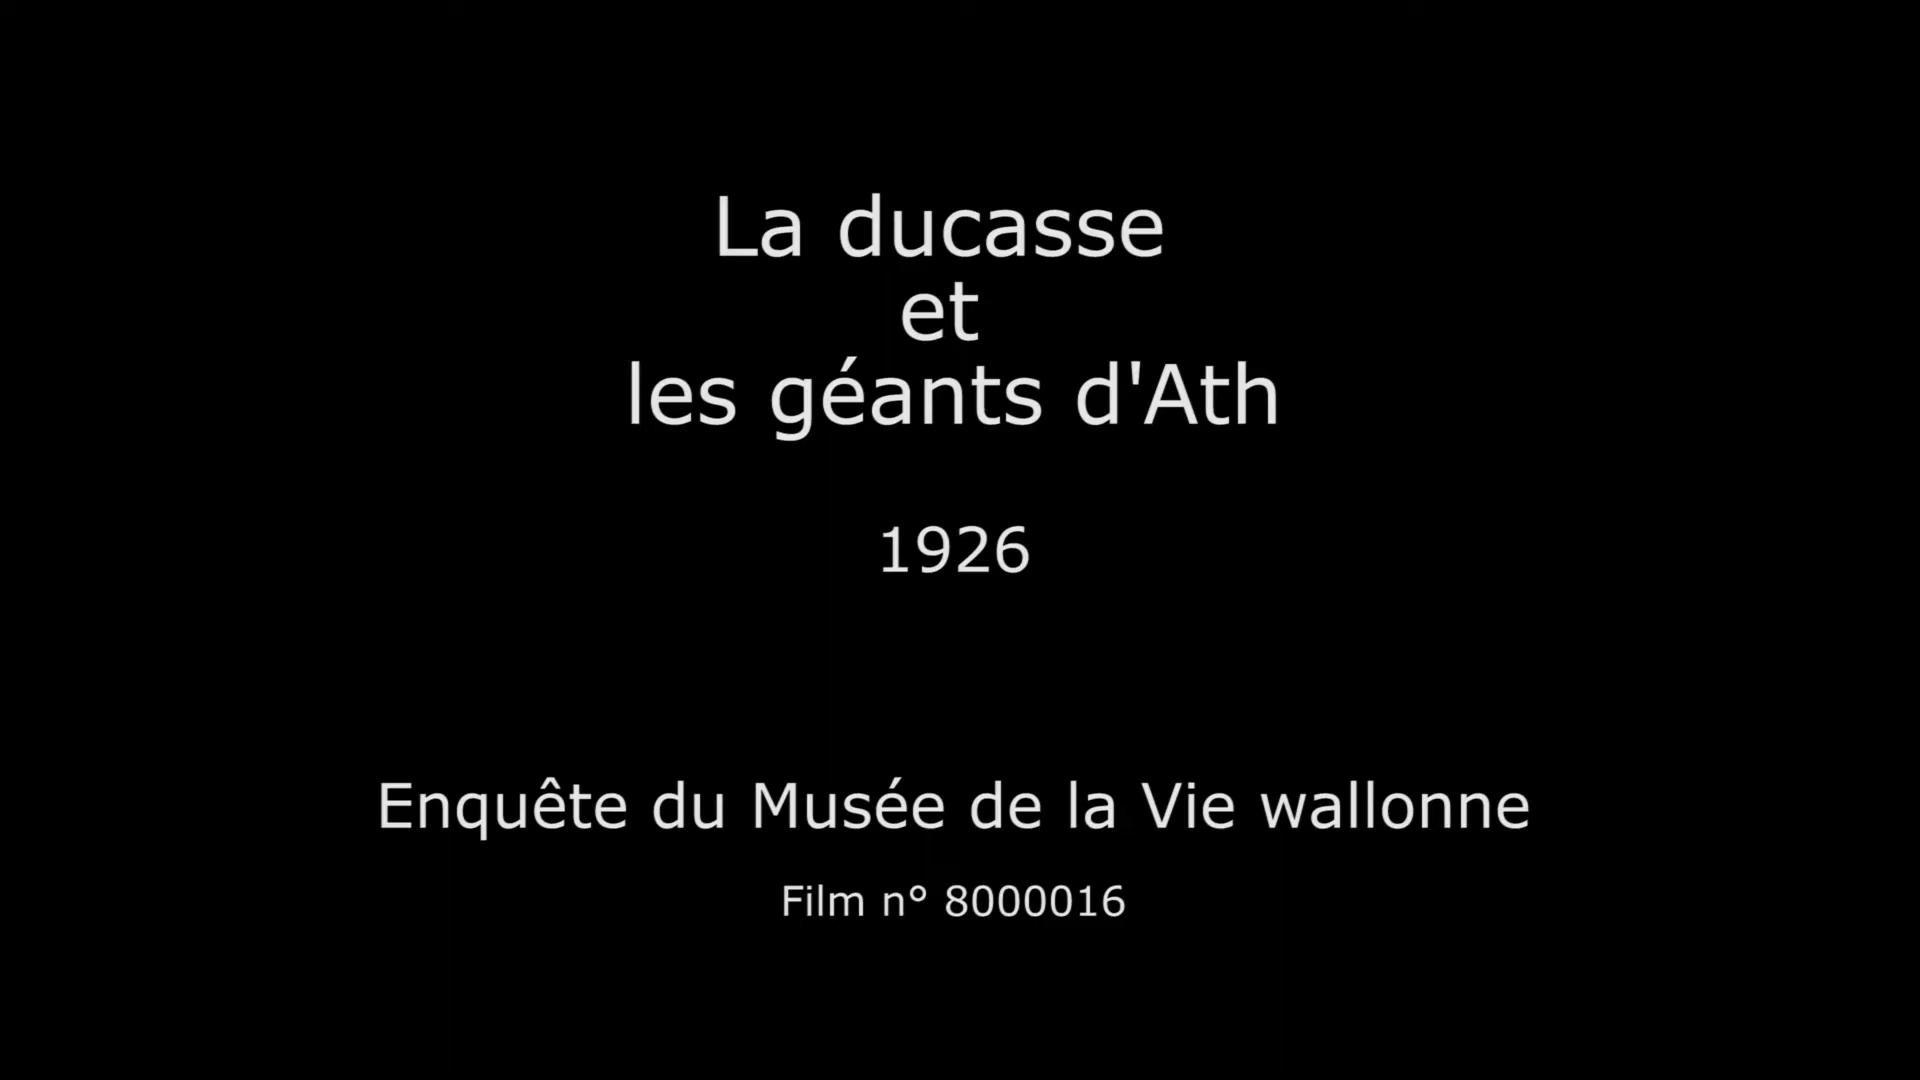 La ducasse
et
les géants d'Ath
1926
Enquête du Musée de la Vie wallonne
Film n° 8000016